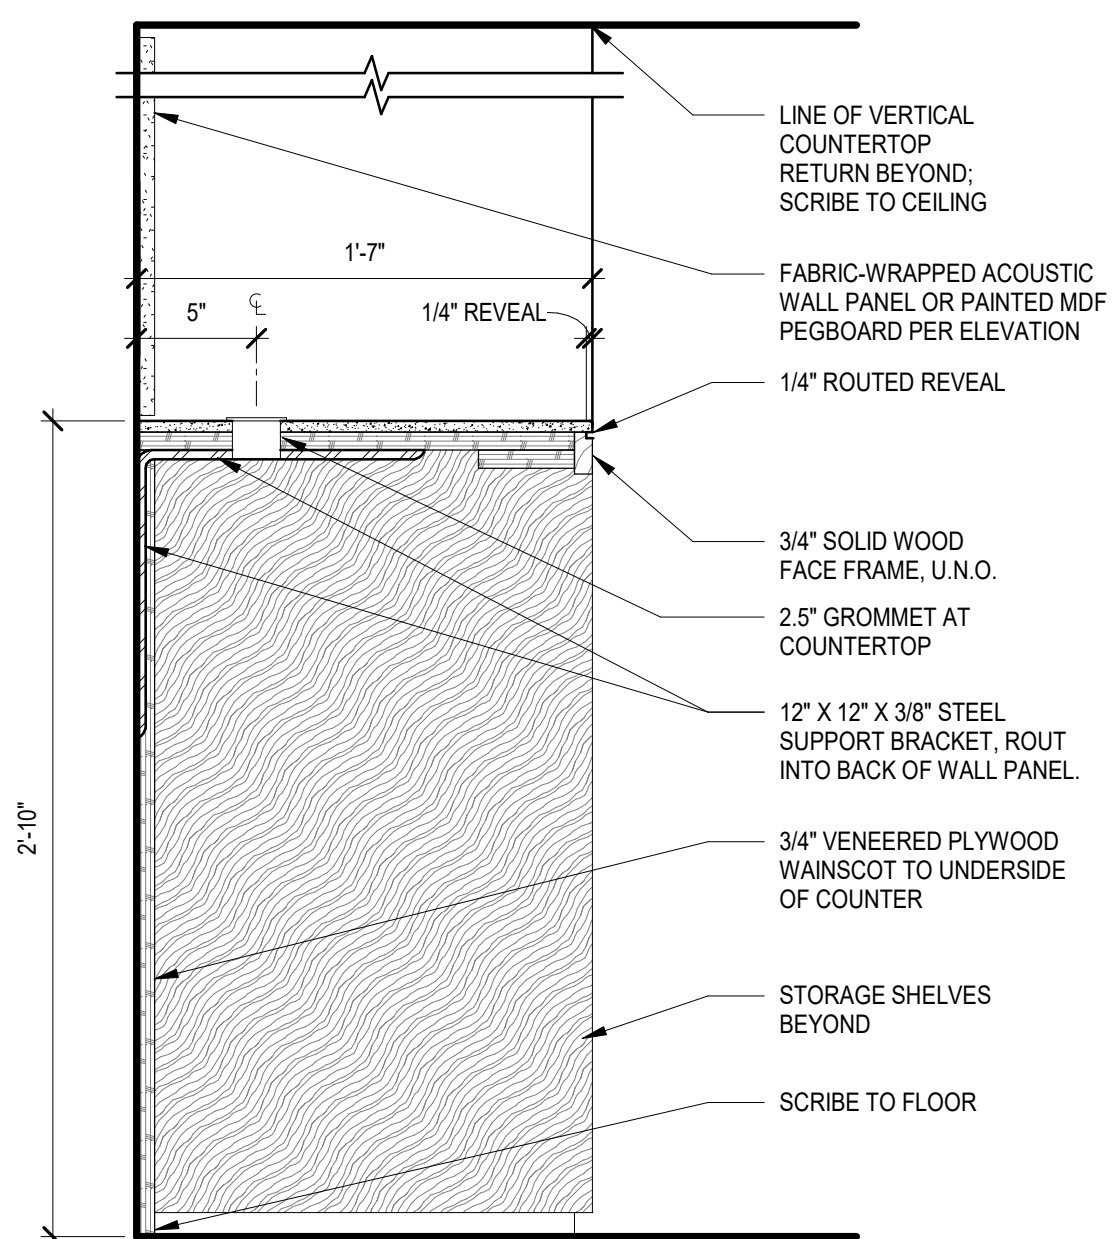 LINE OF VERTICAL
COUNTERTOP
RETURN BEYOND;
SCRIBE TO CEILING
1'-7"
FABRIC-WRAPPED ACOUSTIC
WALL PANEL OR PAINTED MDF
PEGBOARD PER ELEVATION
5"
℄
1/4" REVEAL
1/4" ROUTED REVEAL
3/4" SOLID WOOD
FACE FRAME, U.N.O.
2.5" GROMMET AT
COUNTERTOP
12" X 12" X 3/8" STEEL
SUPPORT BRACKET, ROUT
INTO BACK OF WALL PANEL.
2'-10"
3/4" VENEERED PLYWOOD
WAINSCOT TO UNDERSIDE
OF COUNTER
STORAGE SHELVES
BEYOND
SCRIBE TO FLOOR